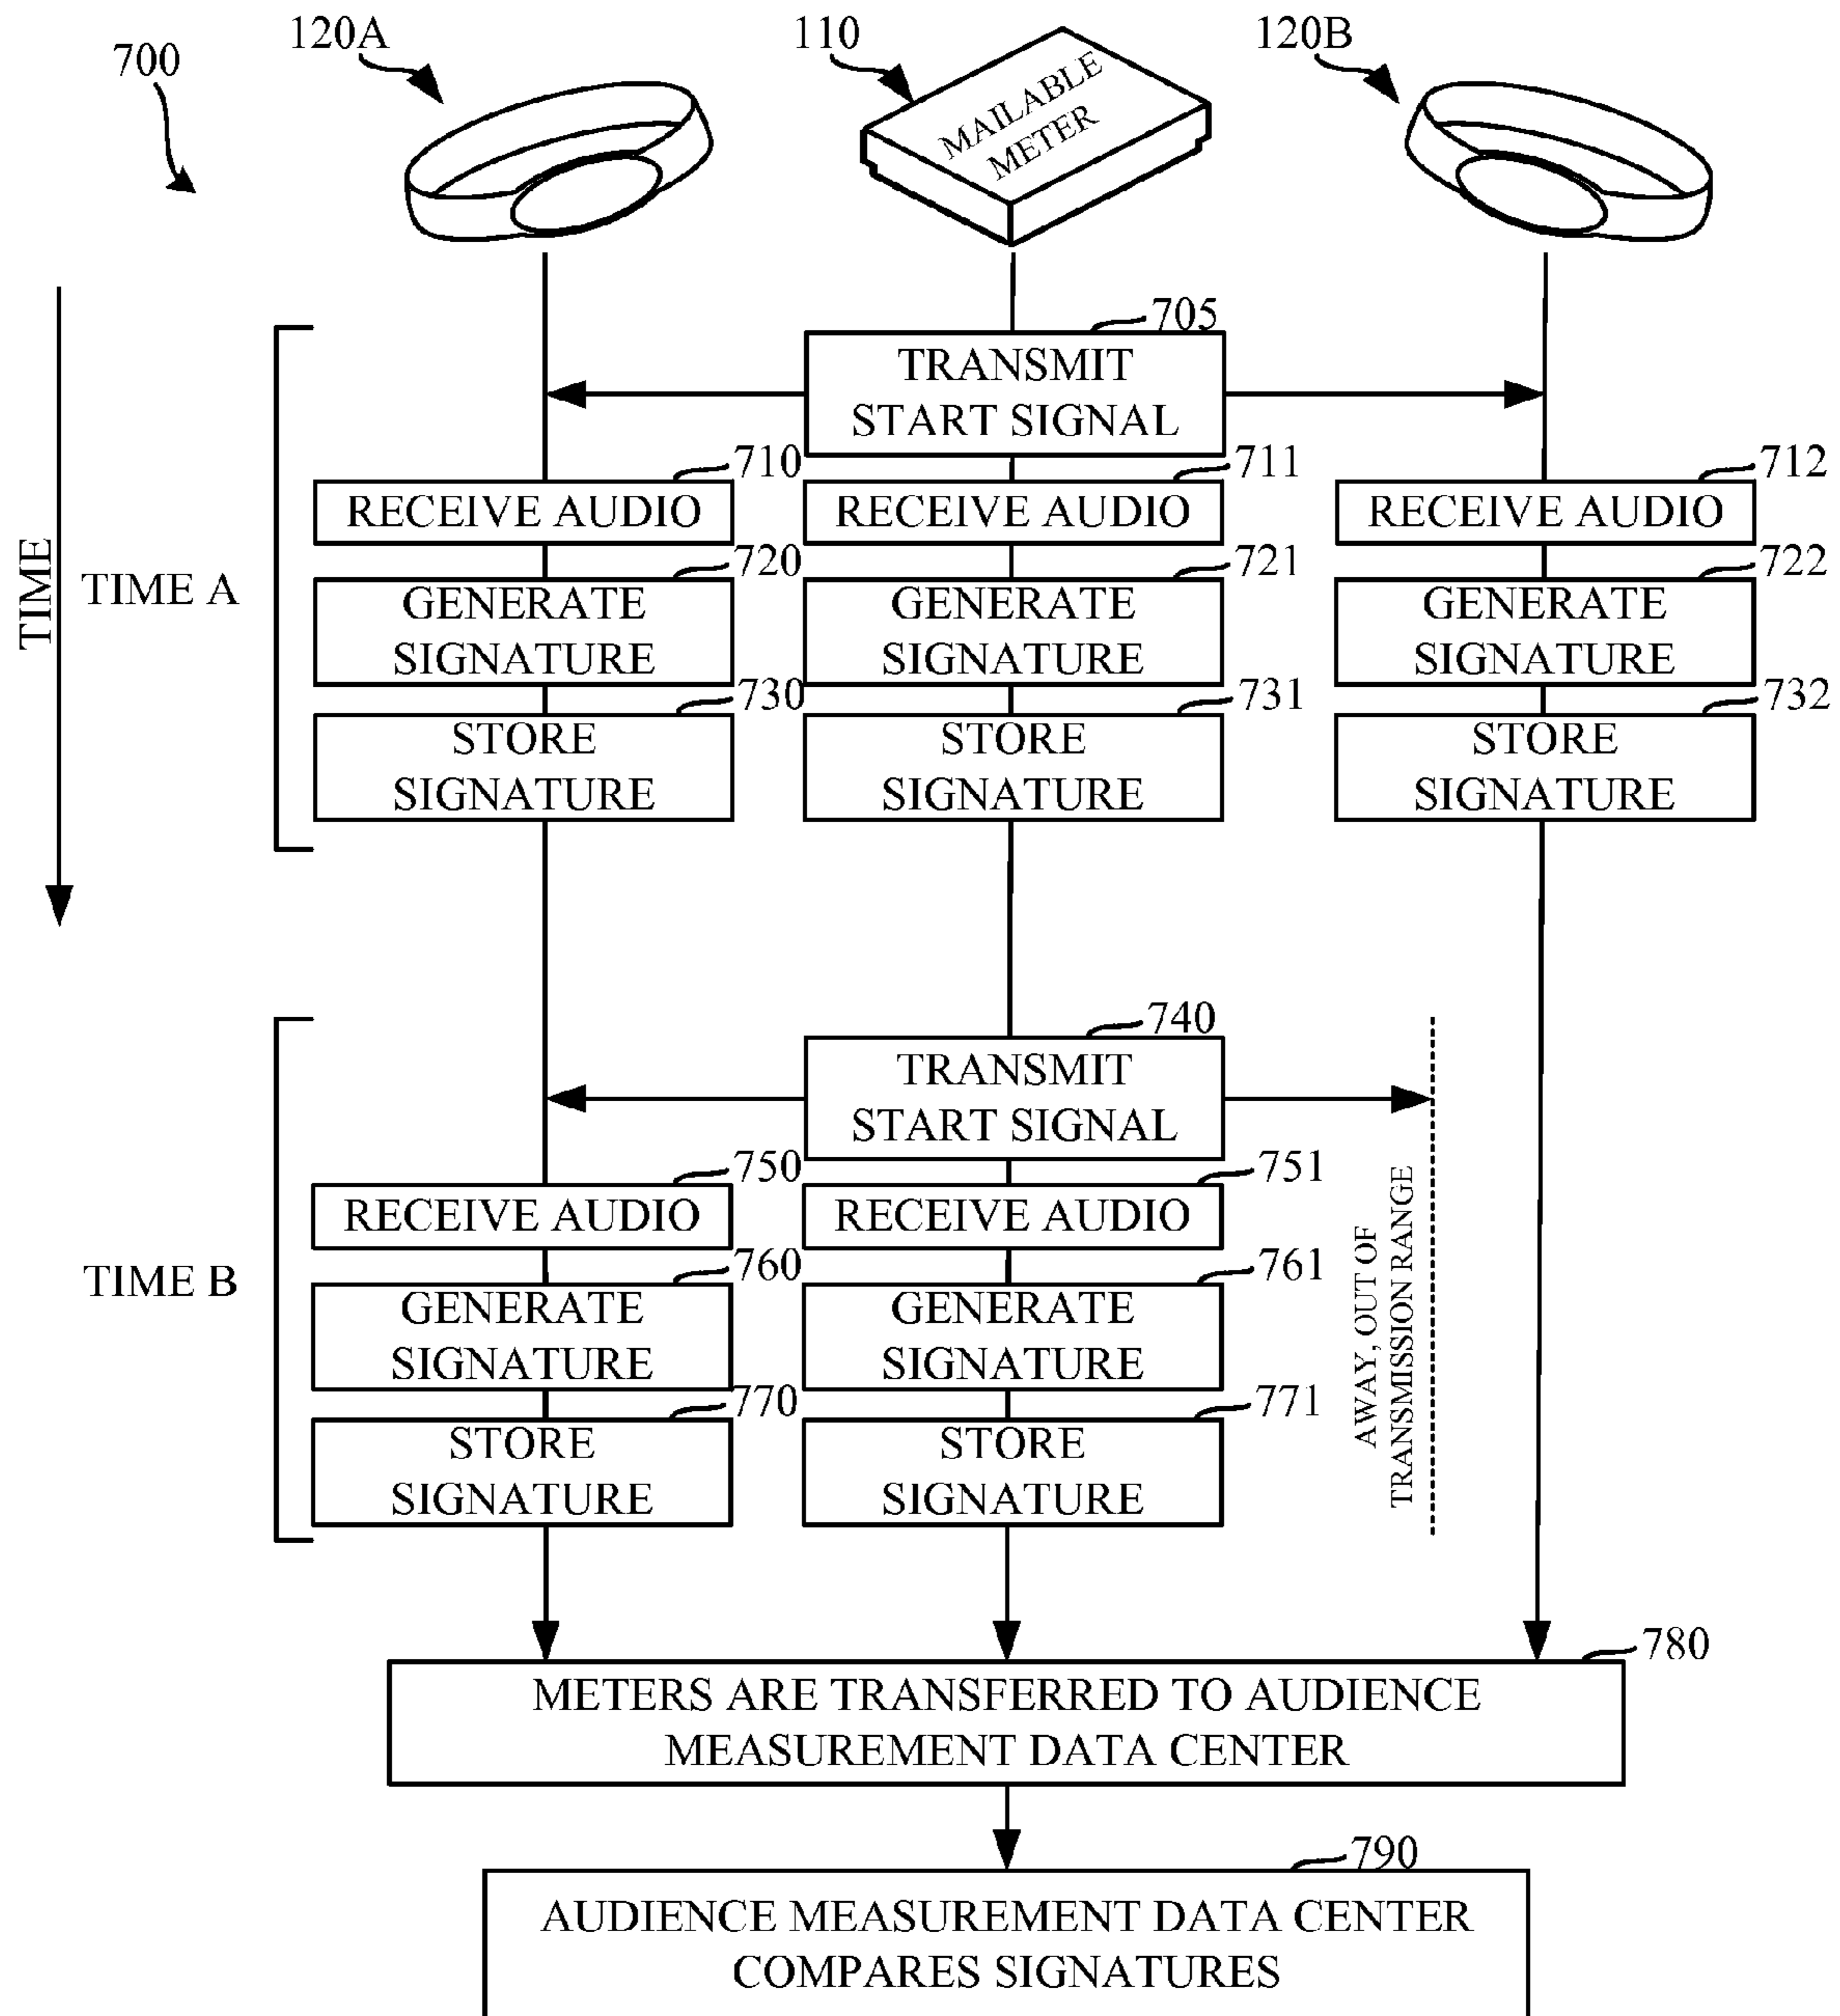 700
120A
110
120B
MAILABLE
METER
TIME
TIME A
705
TRANSMIT
START SIGNAL
710
RECEIVE AUDIO
711
RECEIVE AUDIO
712
RECEIVE AUDIO
720
GENERATE
SIGNATURE
721
GENERATE
SIGNATURE
722
GENERATE
SIGNATURE
730
STORE
SIGNATURE
731
STORE
SIGNATURE
732
STORE
SIGNATURE
TIME B
740
TRANSMIT
START SIGNAL
AWAY, OUT OF
TRANSMISSION RANGE
750
RECEIVE AUDIO
751
RECEIVE AUDIO
760
GENERATE
SIGNATURE
761
GENERATE
SIGNATURE
770
STORE
SIGNATURE
771
STORE
SIGNATURE
780
METERS ARE TRANSFERRED TO AUDIENCE
MEASUREMENT DATA CENTER
790
AUDIENCE MEASUREMENT DATA CENTER
COMPARES SIGNATURES